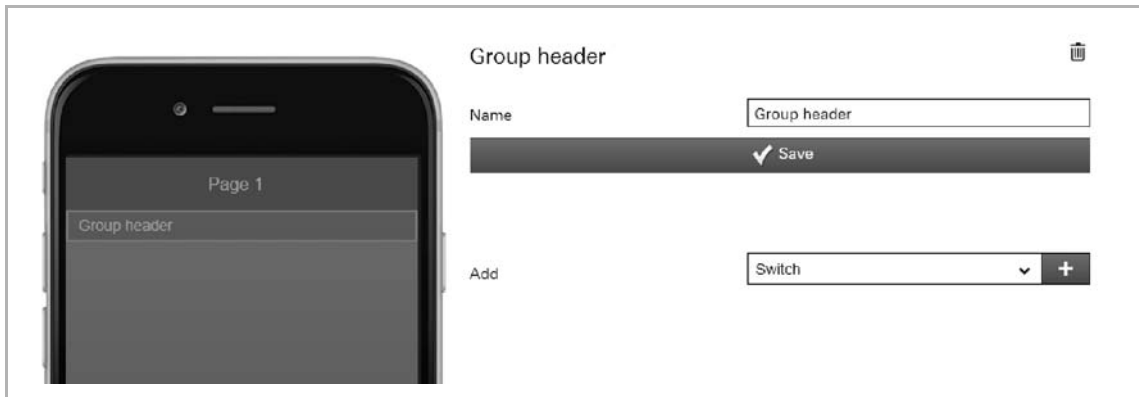 Group header
Name
Group header
Save
Page 1
Group header
Add
Switch